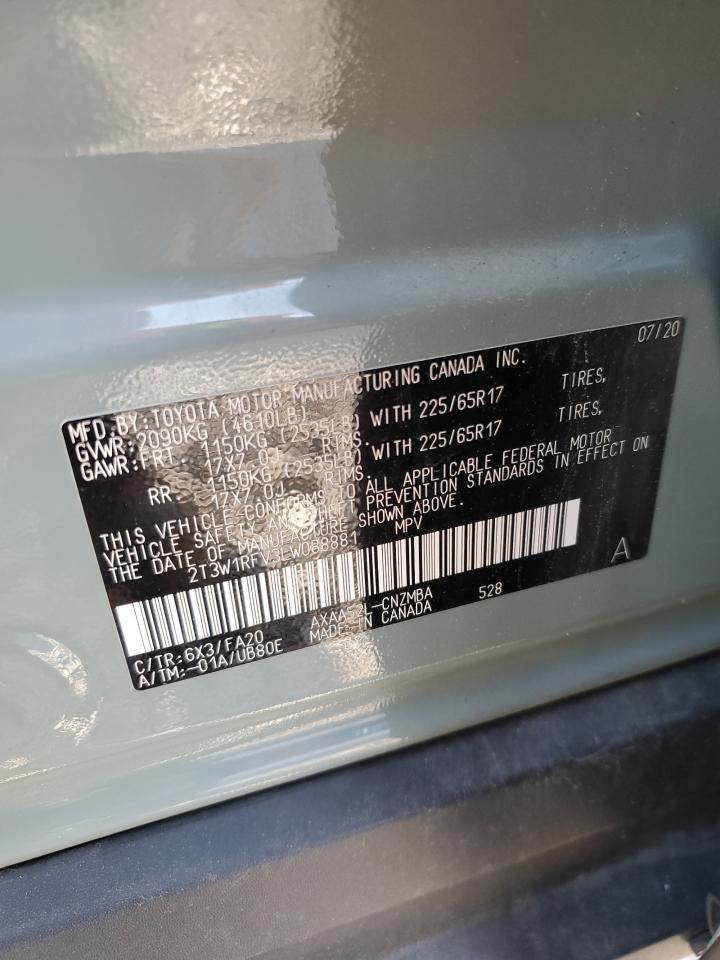 07/20
MFD. BY: TOYOTA MOTOR MANUFACTURING CANADA INC.
GVWR: 2090KG (4610LB)
GAWR: FRT 1150KG (2535LB) WITH 225/65R17 TIRES,
17X7.0J RIMS.
RR 1150KG (2535LB) WITH 225/65R17 TIRES,
17X7.0J RIMS.
THIS VEHICLE CONFORMS TO ALL APPLICABLE FEDERAL MOTOR
VEHICLE SAFETY AND THEFT PREVENTION STANDARDS IN EFFECT ON
THE DATE OF MANUFACTURE SHOWN ABOVE.
2T3W1RFV3LW088881 MPV
A
AXAA52L-CNZMBA 528
C/TR: 6X3/FA20 MADE IN CANADA
A/TM: -01A/UB80E